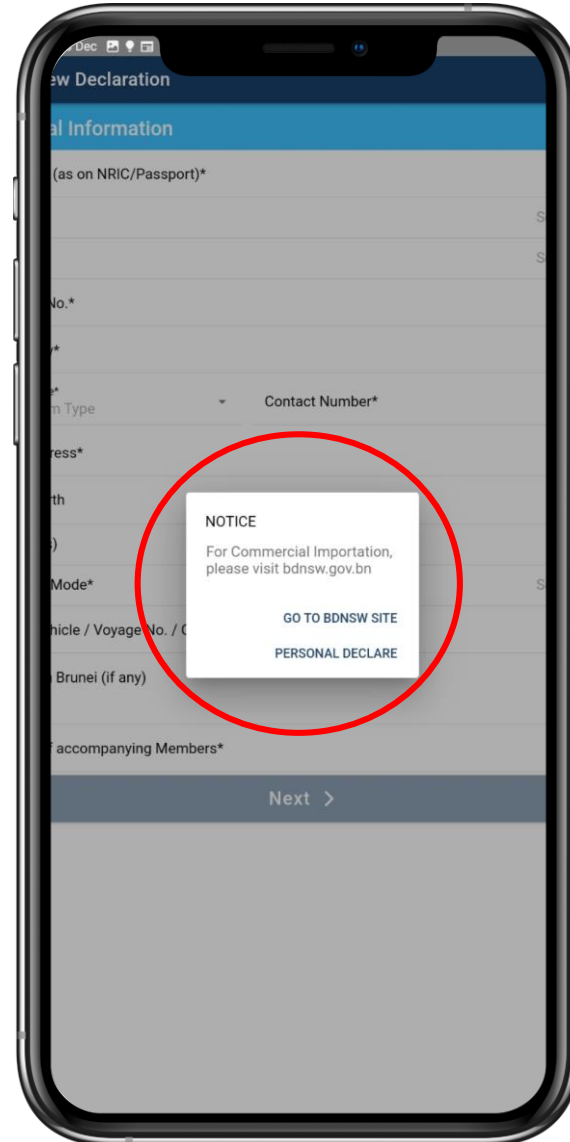 Dec
ew Declaration
al Information
(as on NRIC/Passport)*
No.*
Type
Contact Number*
ress*
NOTICE
For Commercial Importation,
please visit bdnsw.gov.bn
Mode*
GO TO BDNSW SITE
hicle / Voyage No. / C
PERSONAL DECLARE
Brunei (if any)
accompanying Members*
Next >